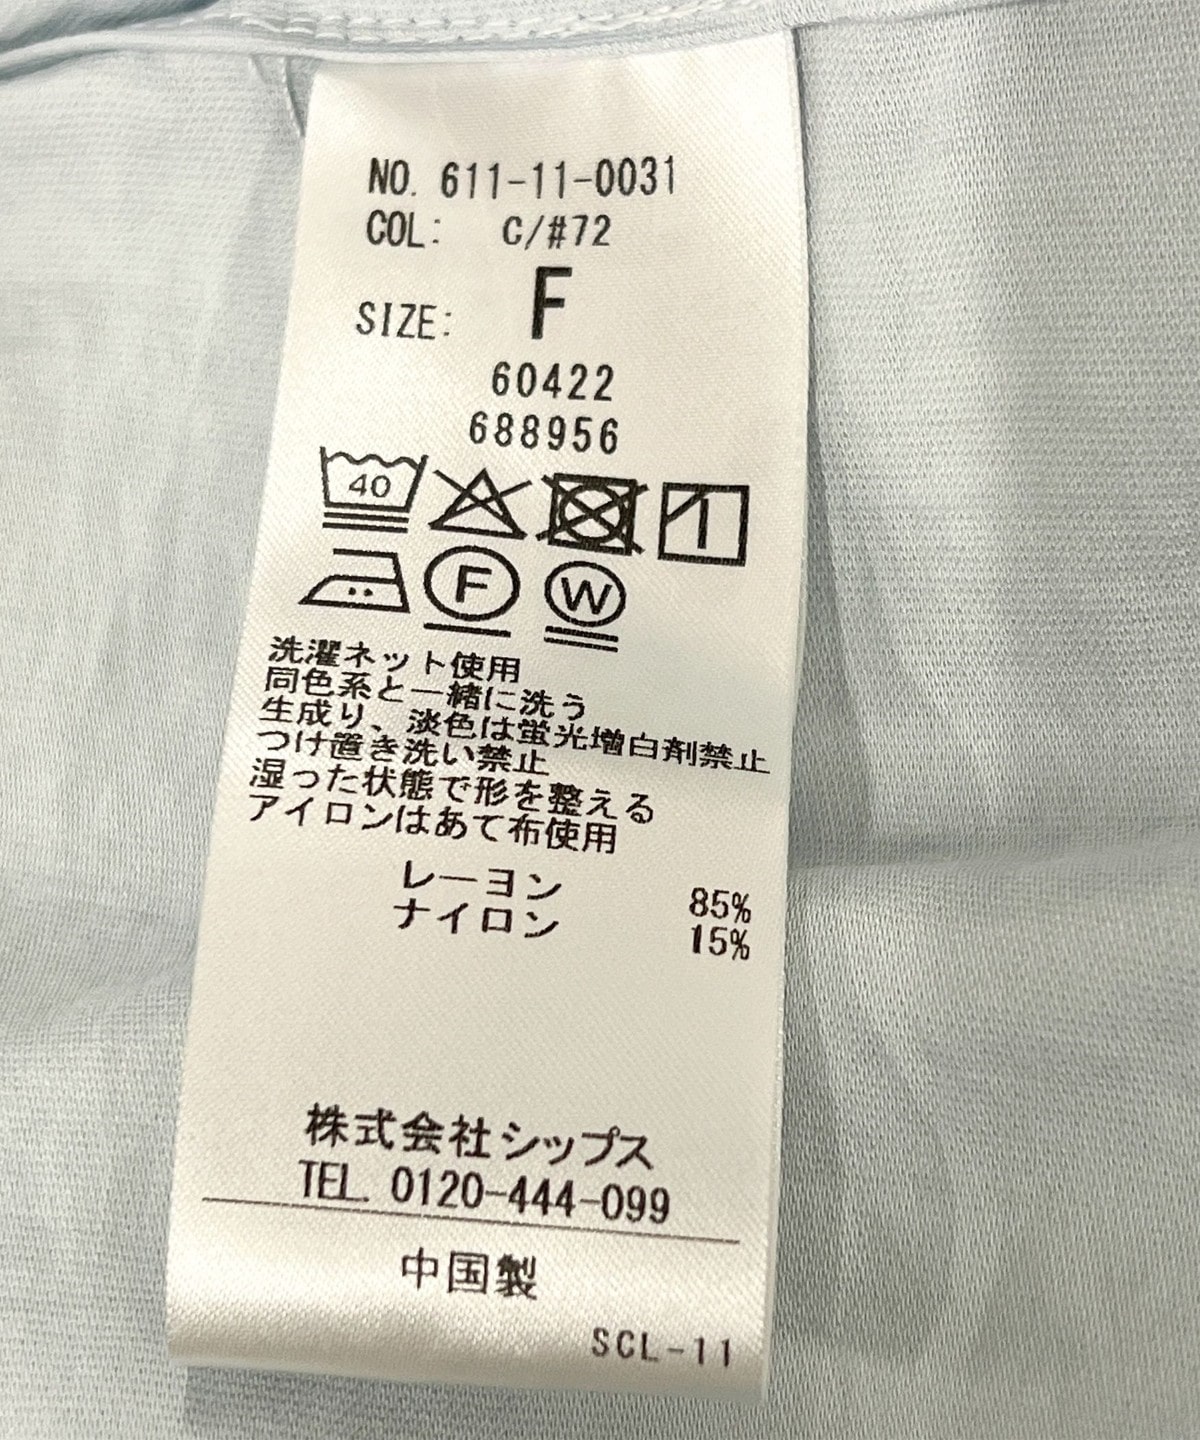 NO. 611-11-0031
COL: C/#72
SIZE: F
60422
688956
40
F W
洗濯ネット使用
同色系と一緒に洗う
生成り、淡色は蛍光増白剤禁止
つけ置き洗い禁止
湿った状態で形を整える
アイロンはあて布使用
レーヨン 85%
ナイロン 15%
株式会社シップス
TEL. 0120-444-099
中国製
SCL-11